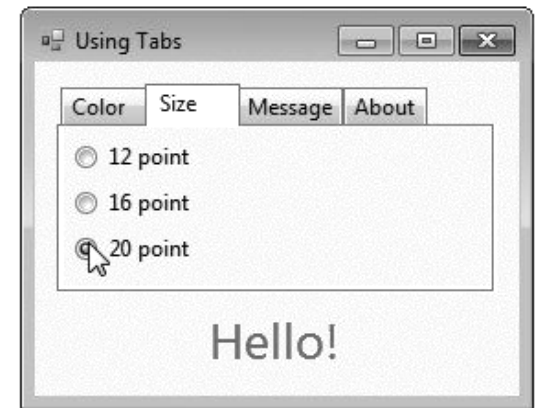 Using Tabs
Color Size Message About
12 point
16 point
20 point
Hello!